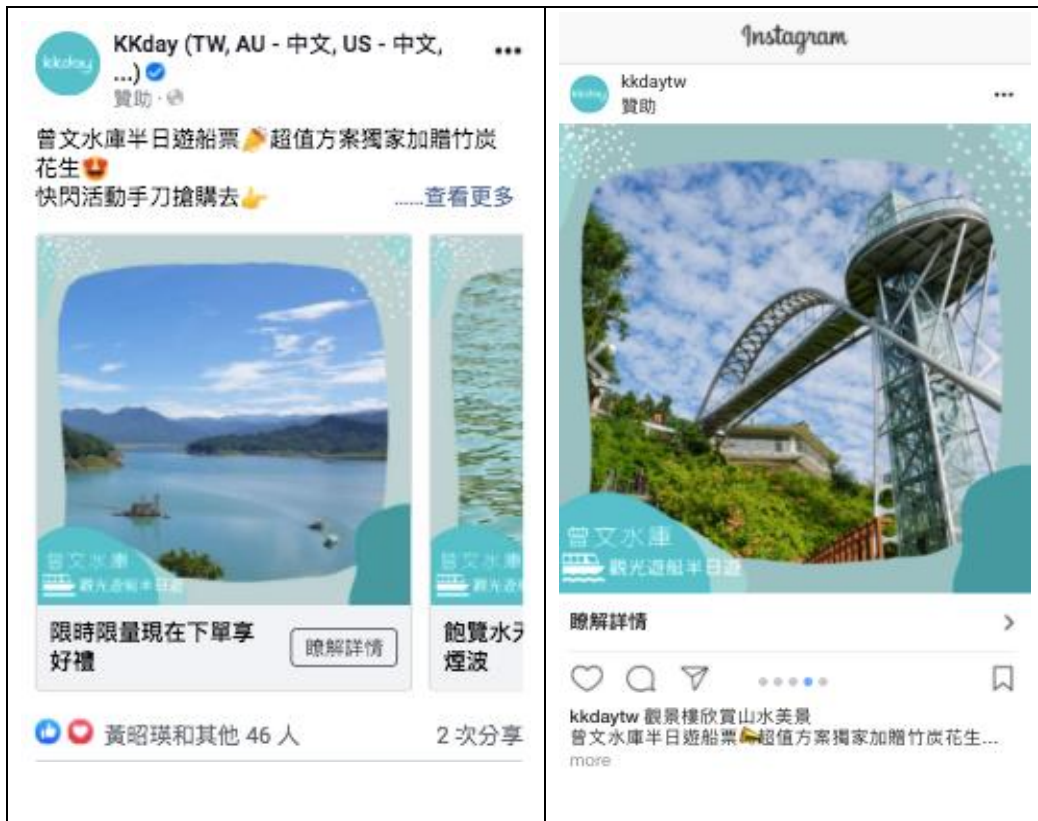 kkday
KKday (TW, AU - 中文, US - 中文,
...)
贊助
曾文水庫半日遊船票🎉超值方案獨家加贈竹炭
花生🤩
快閃活動手刀搶購去👉 ......查看更多
曾文水庫
觀光遊艇半日遊
限時限量現在下單享
好禮
瞭解詳情
曾文水庫
觀光遊
飽覽水天
煙波
黃昭瑛和其他 46 人
2 次分享
Instagram
kkday
kkdaytw
贊助
曾文水庫
觀光遊艇半日遊
瞭解詳情
kkdaytw 觀景樓欣賞山水美景
曾文水庫半日遊船票🎉超值方案獨家加贈竹炭花生...
more